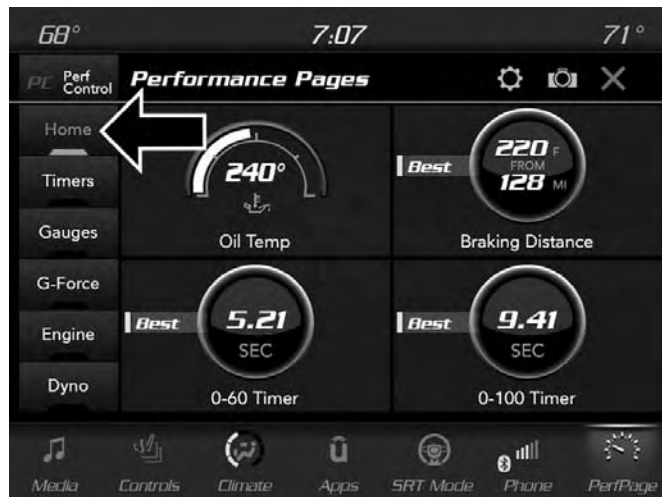 68° 7:07 71°
PC Perf Control Performance Pages
Home
Timers
Gauges
G-Force
Engine
Dyno
240°
Oil Temp
Best
220 F
FROM
128 MI
Braking Distance
Best
5.21
SEC
0-60 Timer
Best
9.41
SEC
0-100 Timer
Media Controls Climate Apps SRT Mode Phone PerfPage